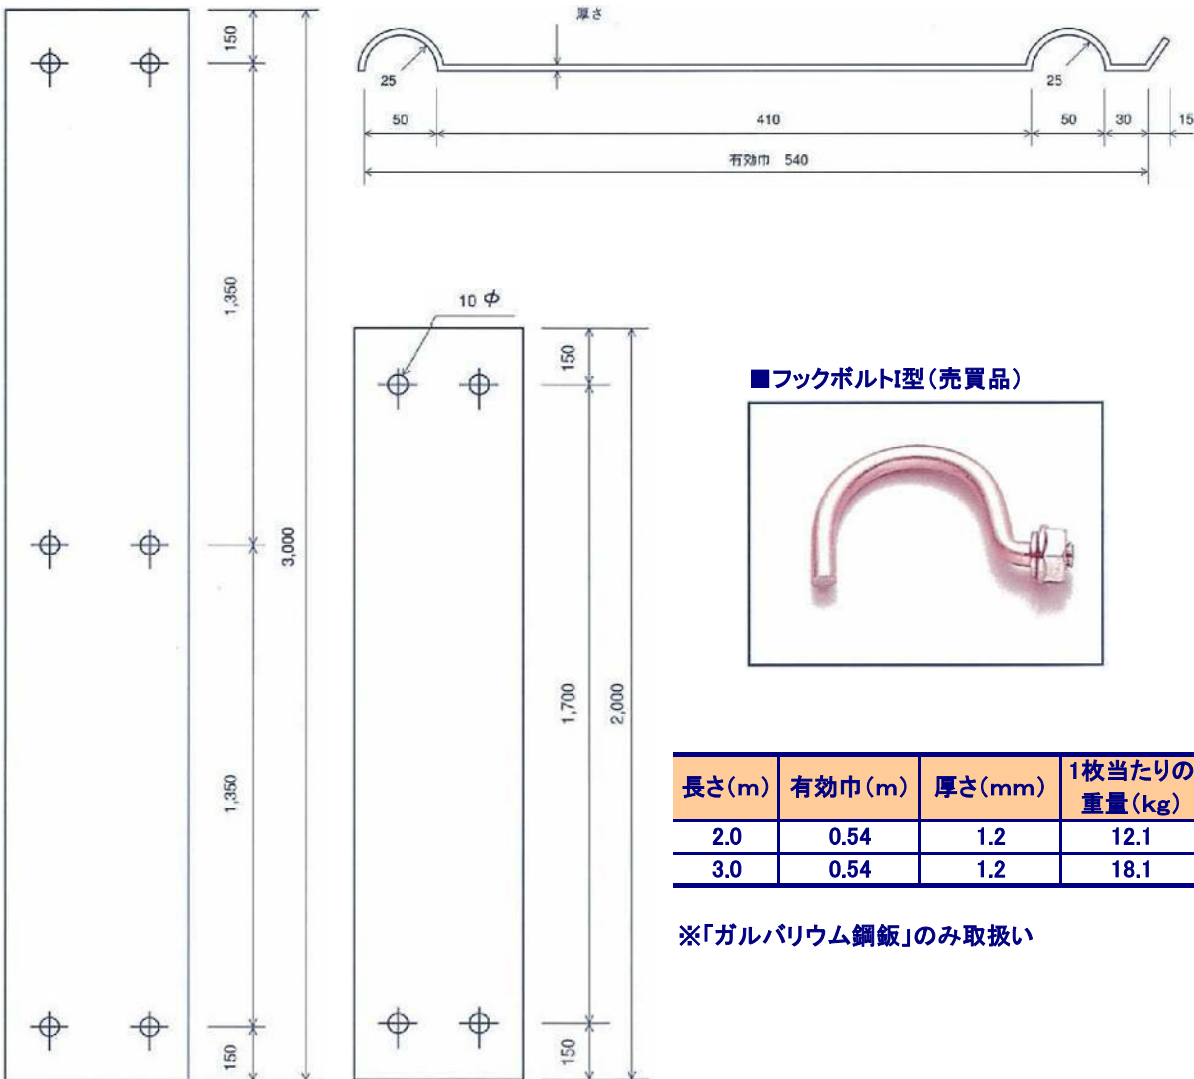 150
1,350
3,000
1,350
150
厚さ
25
25
50
410
50
30
15
有効巾 540
10 φ
150
1,700
2,000
150
■フックボルトI型（売買品）
長さ（m） 有効巾（m） 厚さ（mm） 1枚当たりの
重量（kg）
2.0 0.54 1.2 12.1
3.0 0.54 1.2 18.1
※「ガルバリウム鋼鈑」のみ取扱い